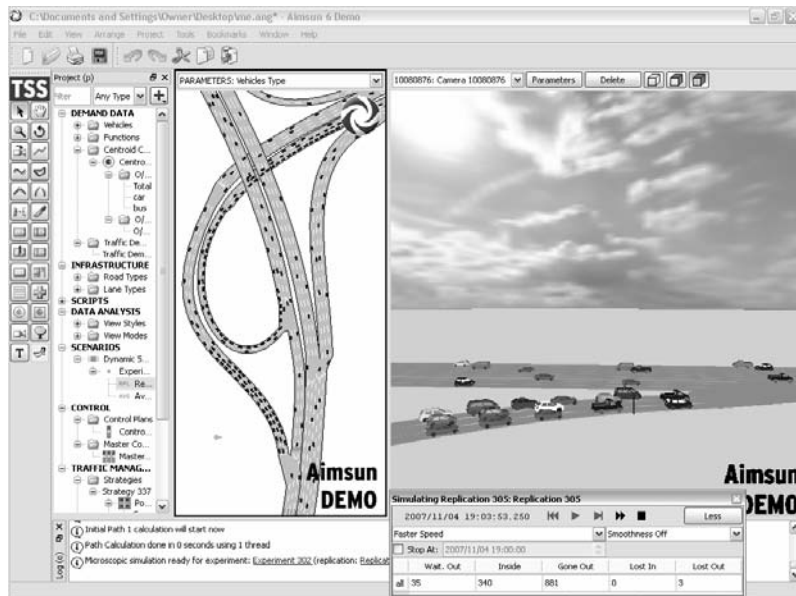 C:\Documents and Settings\Owner\Desktop\me.ang* - Aimsun 6 Demo
File Edit View Arrange Project Tools Bookmarks Window Help
TSS
Project (p)
Any Type
DEMAND DATA
Vehicles
Functions
Centroid C...
Centro...
O/...
Total
car
bus
O/...
O/...
Traffic De...
Traffic Dem...
INFRASTRUCTURE
Road Types
Lane Types
SCRIPTS
DATA ANALYSIS
View Styles
View Modes
SCENARIOS
Dynamic S...
Experi...
Re...
Av...
CONTROL
Control Plans
Contro...
Master Co...
Master...
TRAFFIC MANAG...
Strategies
Strategy 337
Po...
PARAMETERS: Vehicles Type
Aimsun
DEMO
10080876: Camera 10080876 Parameters Delete
Aimsun
DEMO
Log (o)
Initial Path 1 calculation will start now
Path Calculation done in 0 seconds using 1 thread
Microscopic simulation ready for experiment: Experiment 302 (replication: Replicat
Simulating Replication 305: Replication 305
2007/11/04 19:03:53.250 Less
Faster Speed Smoothness Off
Stop At: 2007/11/04 19:00:00
Wait. Out Inside Gone Out Lost In Lost Out
all 35 340 881 0 3